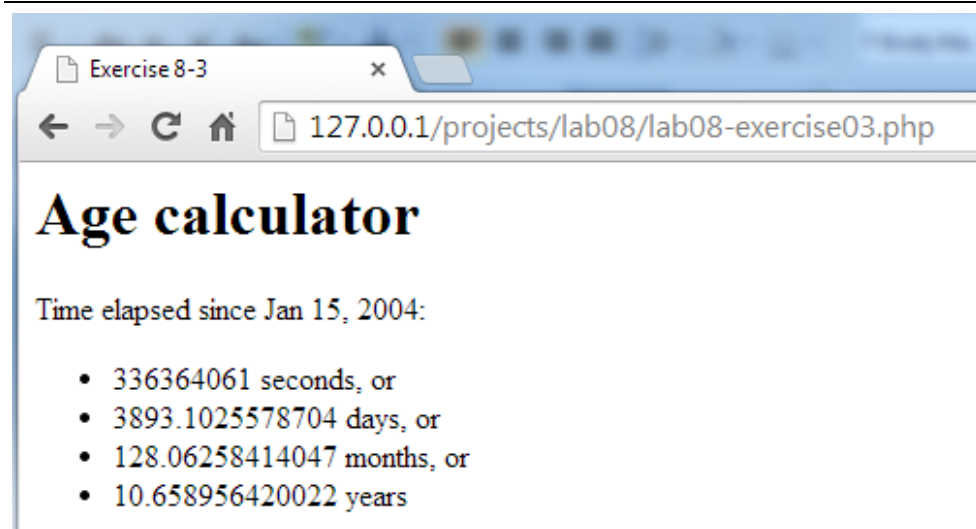 Exercise 8-3
127.0.0.1/projects/lab08/lab08-exercise03.php
Age calculator
Time elapsed since Jan 15, 2004:
• 336364061 seconds, or
• 3893.1025578704 days, or
• 128.06258414047 months, or
• 10.658956420022 years